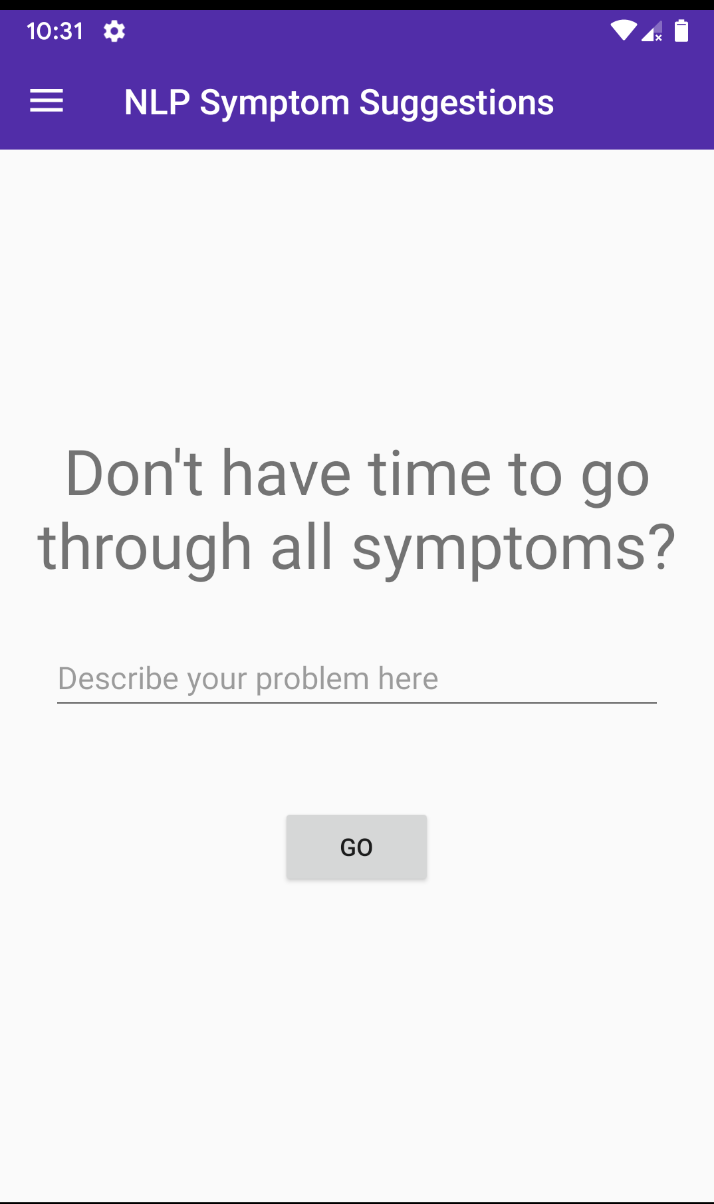 10:31
NLP Symptom Suggestions
Don't have time to go
through all symptoms?
Describe your problem here
GO